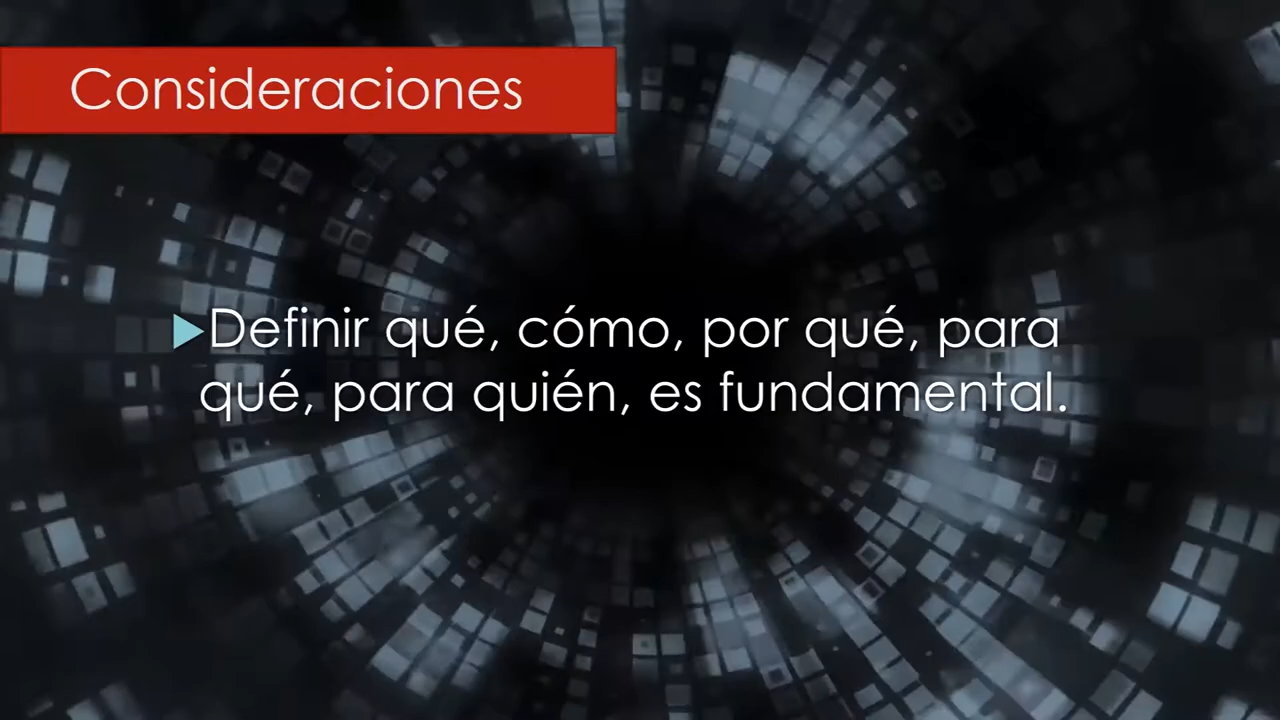 Consideraciones
Definir qué, cómo, por qué, para
qué, para quién, es fundamental.